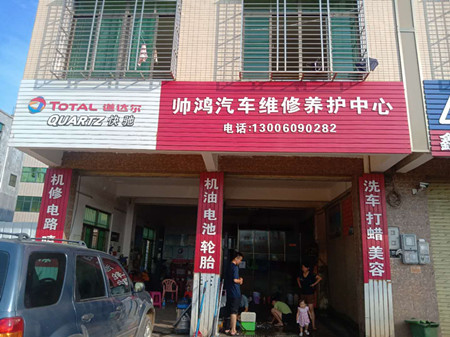 TOTAL 道达尔
QUARTZ 快驰
帅鸿汽车维修养护中心
电话:13006090282
机修电路
机油电池轮胎
洗车打蜡美容
鑫